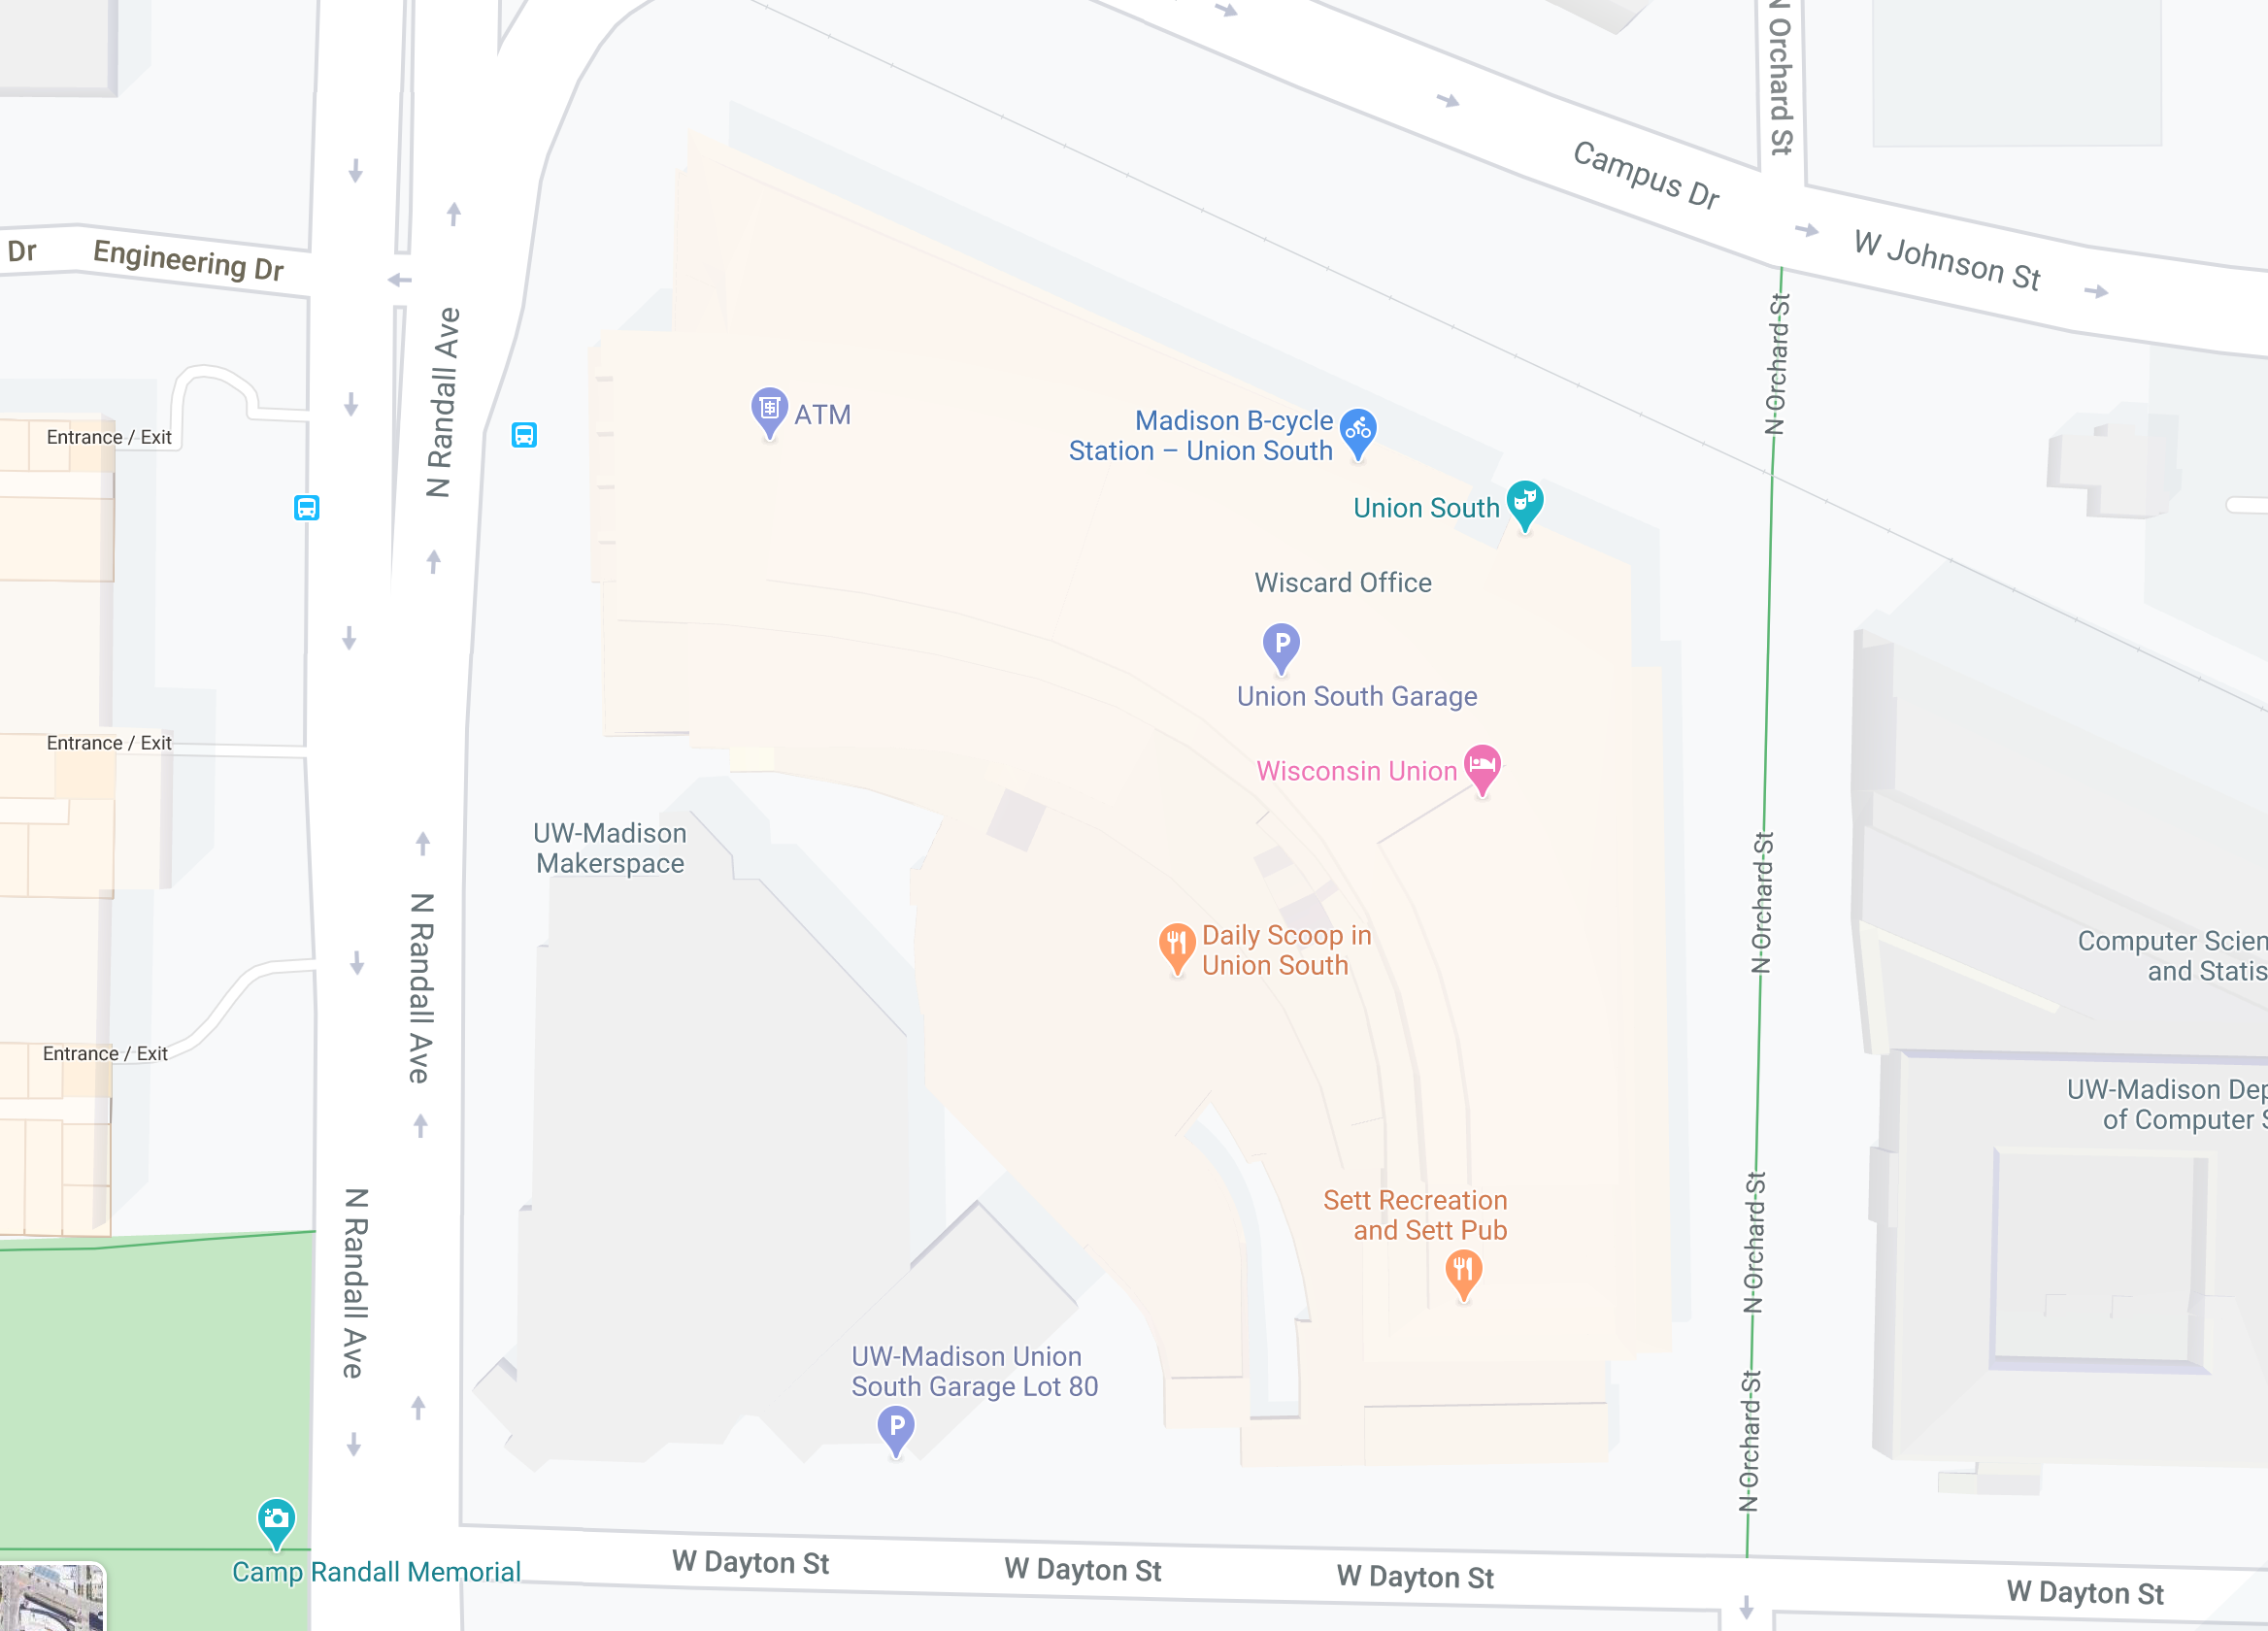 N Orchard St
Campus Dr
W Johnson St
Dr
Engineering Dr
N Randall Ave
N Orchard St
ATM
Madison B-cycle
Station – Union South
Entrance / Exit
Union South
Wiscard Office
Union South Garage
Entrance / Exit
Wisconsin Union
UW-Madison
Makerspace
N Orchard St
Daily Scoop in
Union South
Computer Scien
and Statis
N Randall Ave
Entrance / Exit
UW-Madison Dep
of Computer S
Sett Recreation
and Sett Pub
N Orchard St
N Randall Ave
UW-Madison Union
South Garage Lot 80
N Orchard St
Camp Randall Memorial
W Dayton St
W Dayton St
W Dayton St
W Dayton St